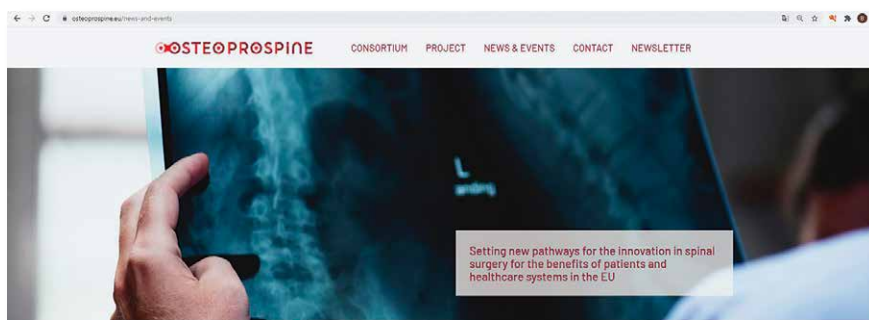 osteoprospine.eu/news-and-events
OSTEOPROSPINE
CONSORTIUM PROJECT NEWS & EVENTS CONTACT NEWSLETTER
L
anding
Setting new pathways for the innovation in spinal
surgery for the benefits of patients and
healthcare systems in the EU